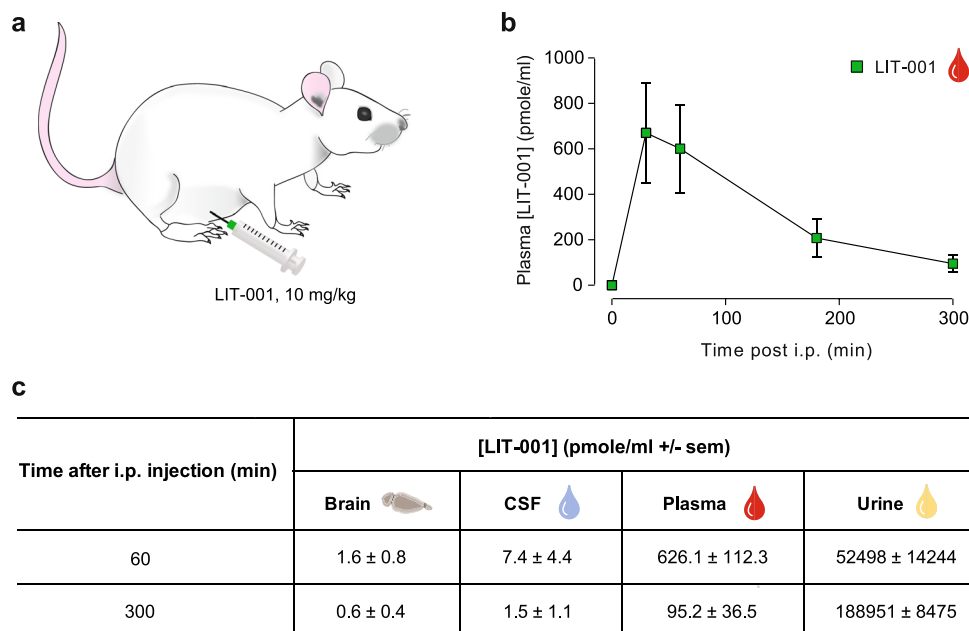 a
LIT-001, 10 mg/kg
b
LIT-001
Plasma [LIT-001] (pmole/ml)
1000
800
600
400
200
0
0 100 200 300
Time post i.p. (min)
c
Time after i.p. injection (min)
[LIT-001] (pmole/ml +/- sem)
Brain CSF Plasma Urine
60 1.6 ± 0.8 7.4 ± 4.4 626.1 ± 112.3 52498 ± 14244
300 0.6 ± 0.4 1.5 ± 1.1 95.2 ± 36.5 188951 ± 8475